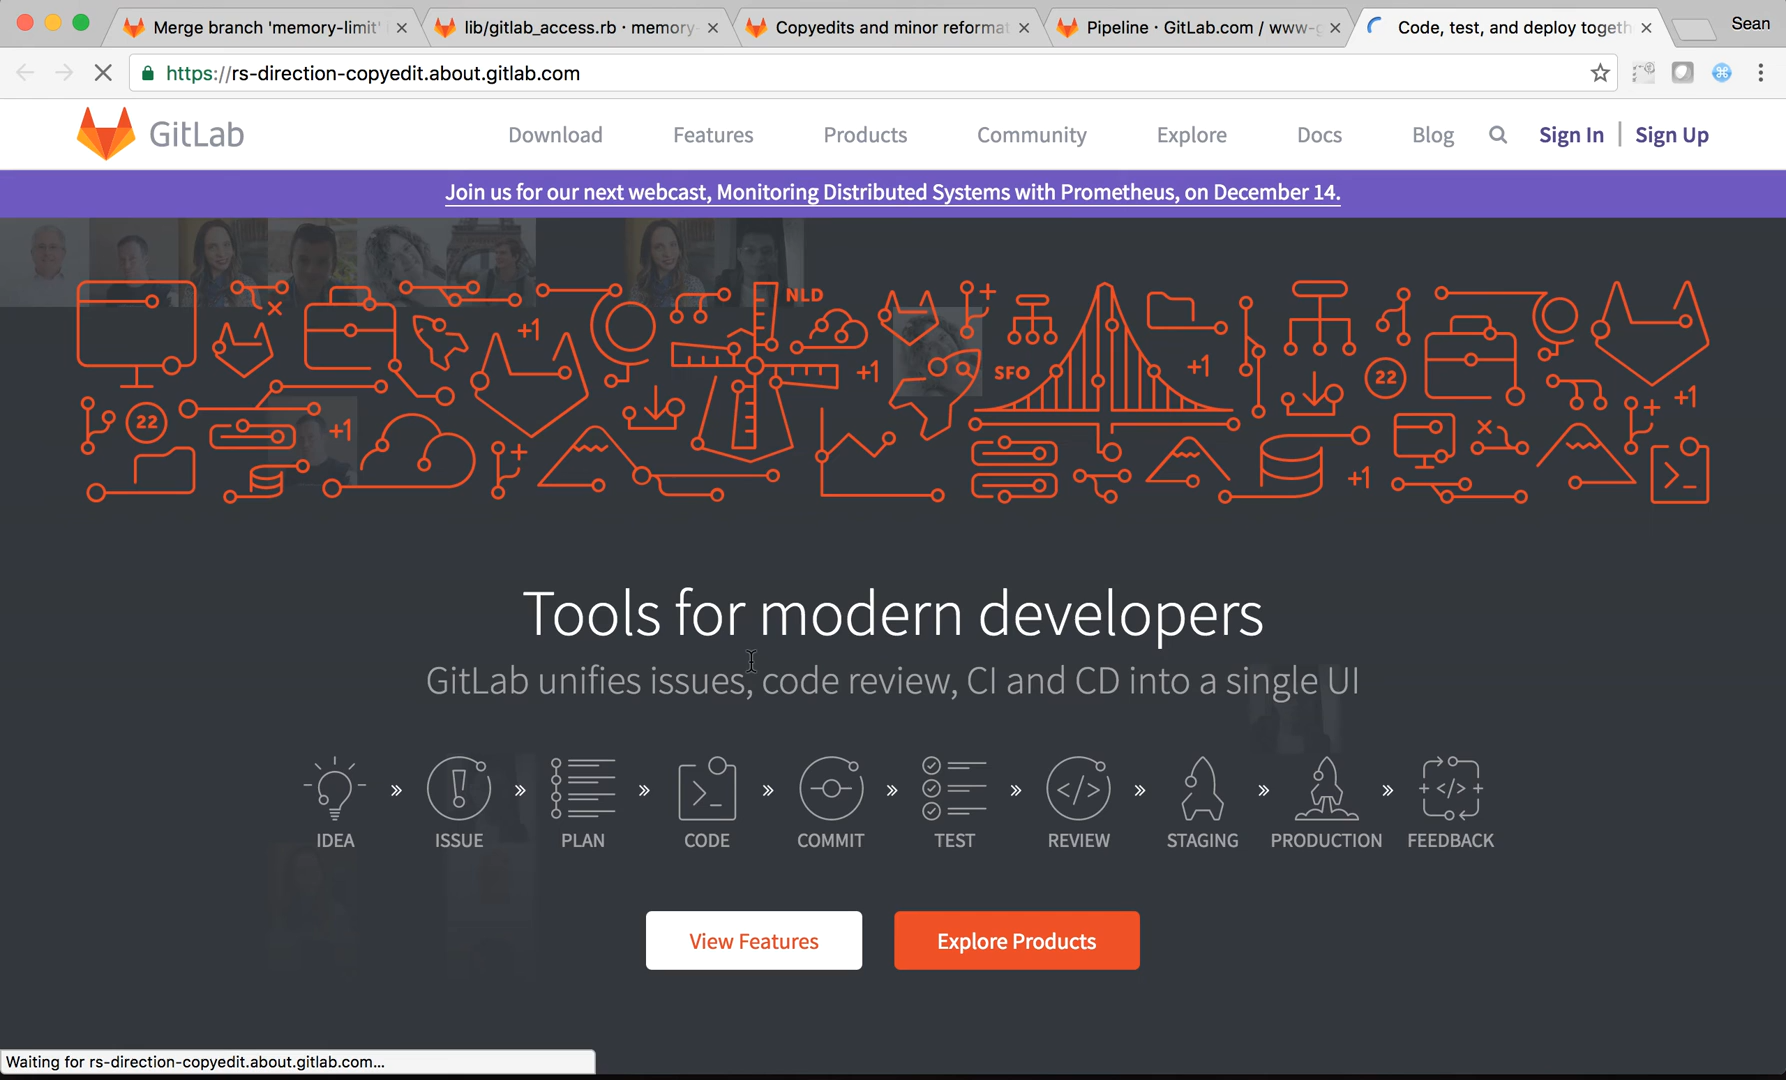 Merge branch 'memory-limit' i
lib/gitlab_access.rb · memory-
Copyedits and minor reformat
Pipeline · GitLab.com / www-g
Code, test, and deploy togeth
Sean
https://rs-direction-copyedit.about.gitlab.com
GitLab
Download
Features
Products
Community
Explore
Docs
Blog
Sign In | Sign Up
Join us for our next webcast, Monitoring Distributed Systems with Prometheus, on December 14.
NLD
+1
+1
SFO
+1
22
22
+1
+1
+1
Tools for modern developers
GitLab unifies issues, code review, CI and CD into a single UI
IDEA » ISSUE » PLAN » CODE » COMMIT » TEST » REVIEW » STAGING » PRODUCTION » FEEDBACK
View Features
Explore Products
Waiting for rs-direction-copyedit.about.gitlab.com...